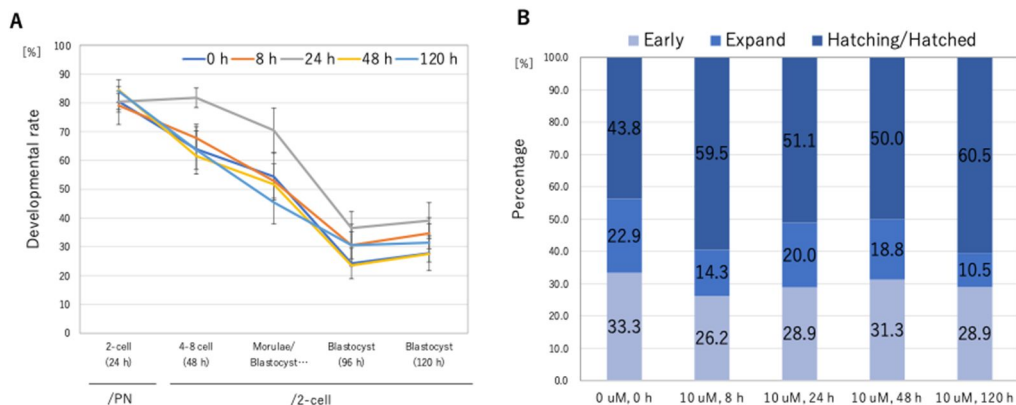 A
[%]
0 h 8 h 24 h 48 h 120 h
Developmental rate
100
90
80
70
60
50
40
30
20
10
0
2-cell
(24 h)
4-8 cell
(48 h)
Morulae/
Blastocyst…
Blastocyst
(96 h)
Blastocyst
(120 h)
/PN
/2-cell
B
Early Expand Hatching/Hatched
[%]
Percentage
100.0
90.0
80.0
70.0
60.0
50.0
40.0
30.0
20.0
10.0
0.0
43.8
59.5
51.1
50.0
60.5
22.9
14.3
20.0
18.8
10.5
33.3
26.2
28.9
31.3
28.9
0 uM, 0 h
10 uM, 8 h
10 uM, 24 h
10 uM, 48 h
10 uM, 120 h